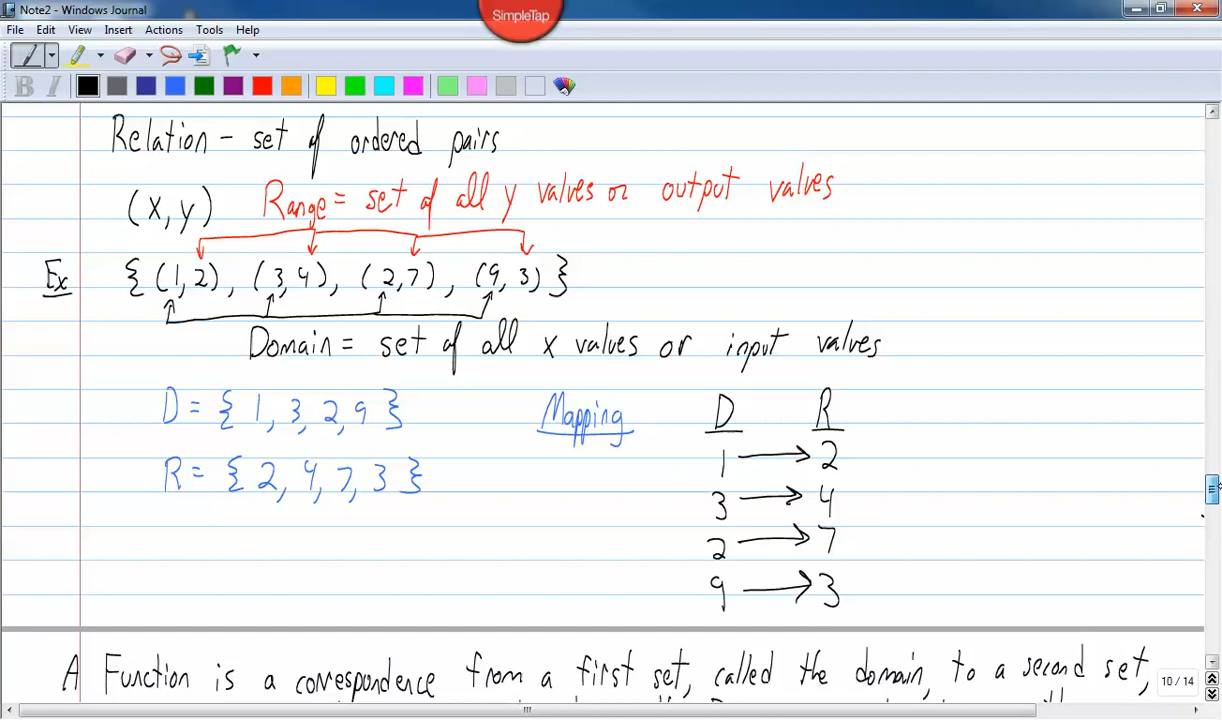 Note2 - Windows Journal
SimpleTap
File Edit View Insert Actions Tools Help
B I
Relation - set of ordered pairs
(x, y) Range = set of all y values or output values
Ex { (1, 2), (3, 4), (2, 7), (9, 3) }
Domain = set of all x values or input values
D = { 1, 3, 2, 9 } Mapping D R
1 → 2
R = { 2, 4, 7, 3 } 3 → 4
2 → 7
9 → 3
A Function is a correspondence from a first set, called the domain, to a second set,
10 / 14